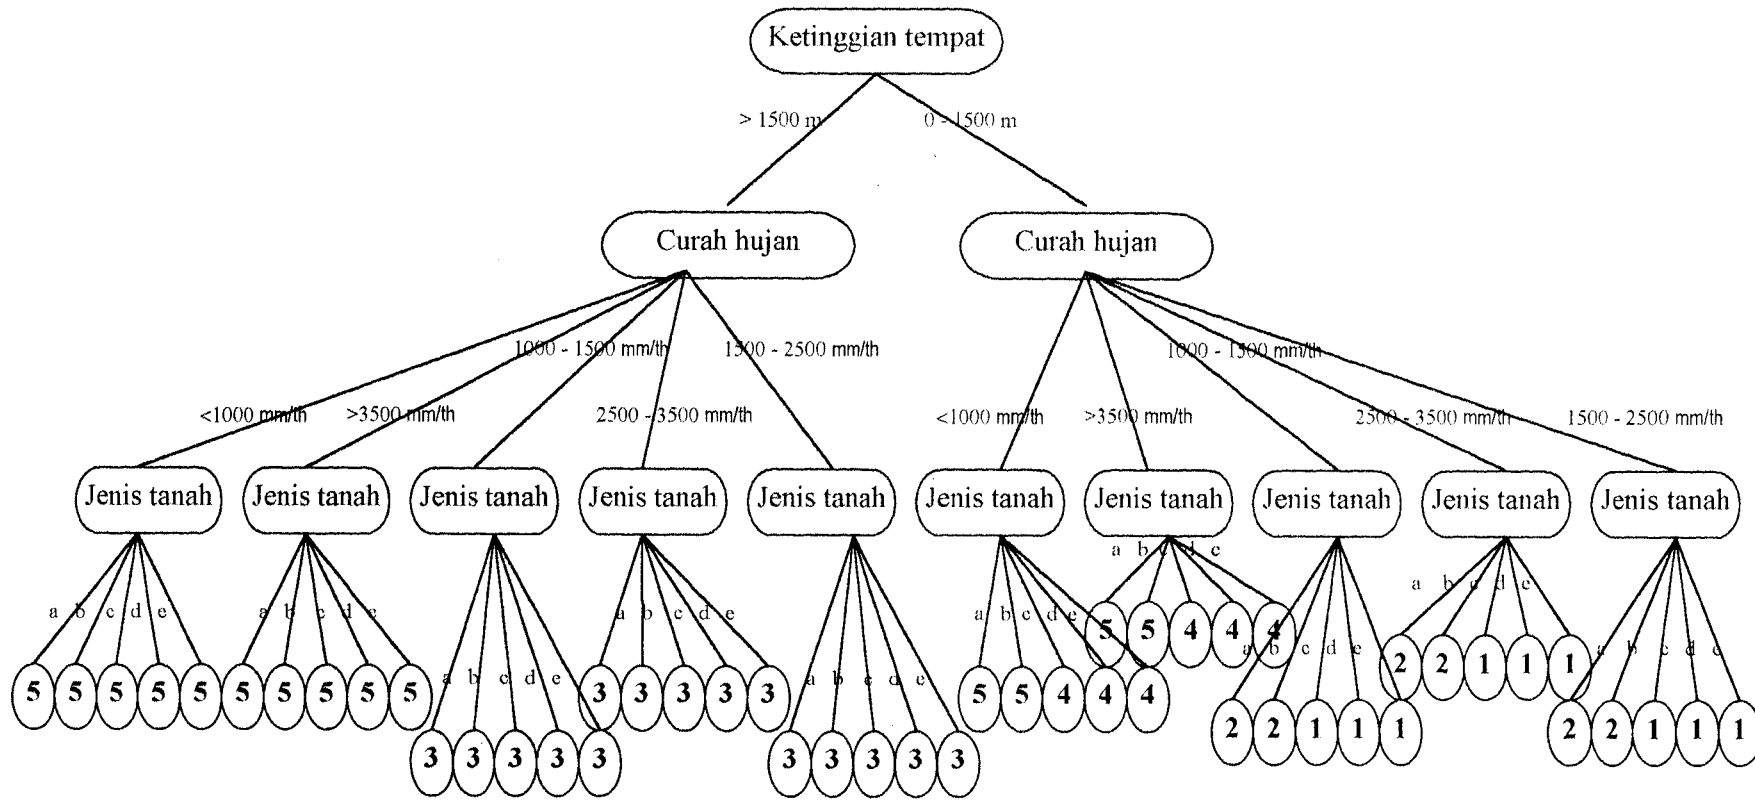 Ketinggian tempat
> 1500 m
0 - 1500 m
Curah hujan
Curah hujan
1000 - 1500 mm/th
1500 - 2500 mm/th
1000 - 1500 mm/th
<1000 mm/th
>3500 mm/th
2500 - 3500 mm/th
<1000 mm/th
>3500 mm/th
2500 - 3500 mm/th
1500 - 2500 mm/th
Jenis tanah
Jenis tanah
Jenis tanah
Jenis tanah
Jenis tanah
Jenis tanah
Jenis tanah
Jenis tanah
Jenis tanah
Jenis tanah
a b c d e
a b c d e
a b c d e
a b c d e
a b c d e
a b c d e
a b c d e
a b c d e
a b c d e
a b c d e
5 5 5 5 5
5 5 5 5 5
3 3 3 3 3
3 3 3 3 3
3 3 3 3 3
5 5 4 4 4
5 5 4 4 4
2 2 1 1 1
2 2 1 1 1
2 2 1 1 1